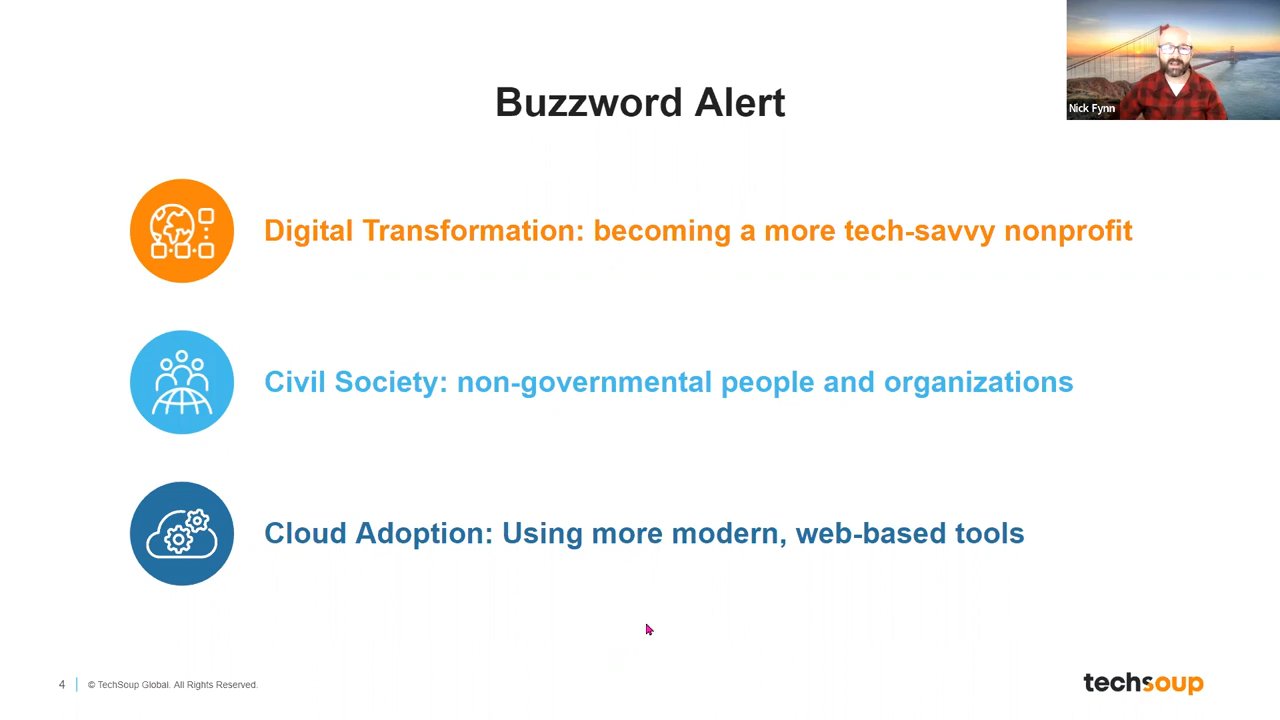 Buzzword Alert
Nick Fynn
Digital Transformation: becoming a more tech-savvy nonprofit
Civil Society: non-governmental people and organizations
Cloud Adoption: Using more modern, web-based tools
4
© TechSoup Global. All Rights Reserved.
techsoup